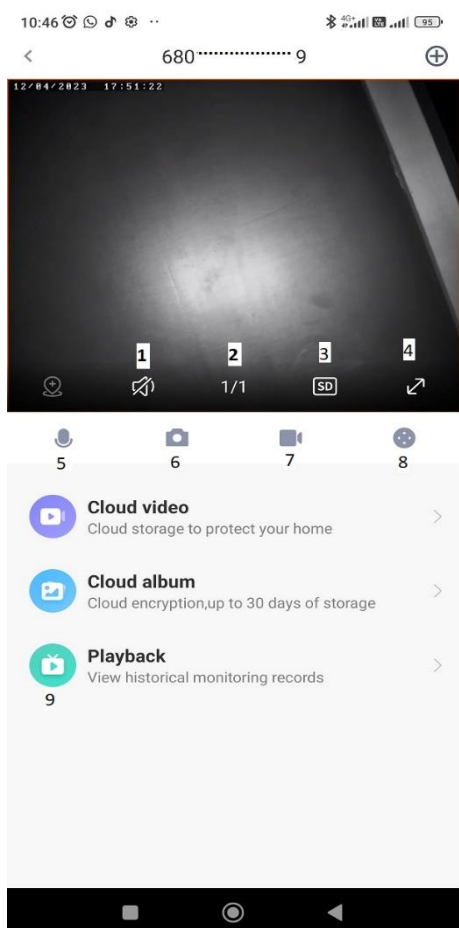 10:46
4G+
95
680 ................... 9
12/04/2023 17:51:22
1 2 3 4
1/1 SD
5 6 7 8
Cloud video
Cloud storage to protect your home
Cloud album
Cloud encryption,up to 30 days of storage
Playback
View historical monitoring records
9